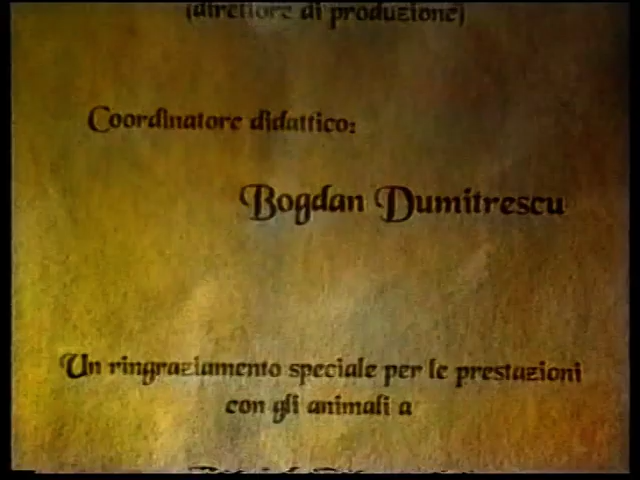 (direttore di produzione)
Coordinatore didattico:
Bogdan Dumitrescu
Un ringraziamento speciale per le prestazioni
con gli animali a